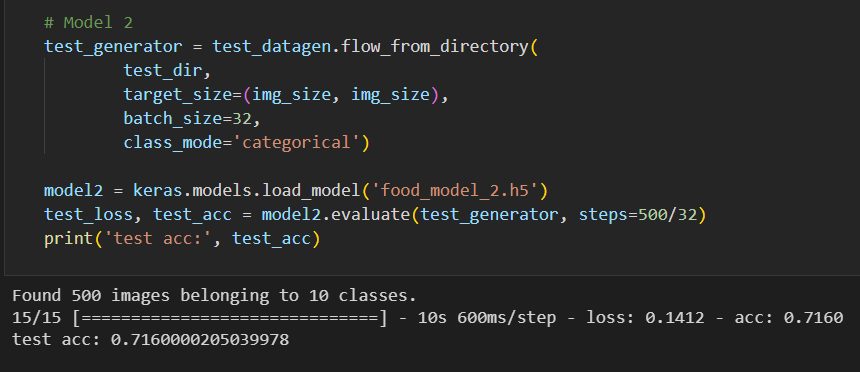 # Model 2
test_generator = test_datagen.flow_from_directory(
        test_dir,
        target_size=(img_size, img_size),
        batch_size=32,
        class_mode='categorical')
model2 = keras.models.load_model('food_model_2.h5')
test_loss, test_acc = model2.evaluate(test_generator, steps=500/32)
print('test acc:', test_acc)
Found 500 images belonging to 10 classes.
15/15 [==============================] - 10s 600ms/step - loss: 0.1412 - acc: 0.7160
test acc: 0.7160000205039978